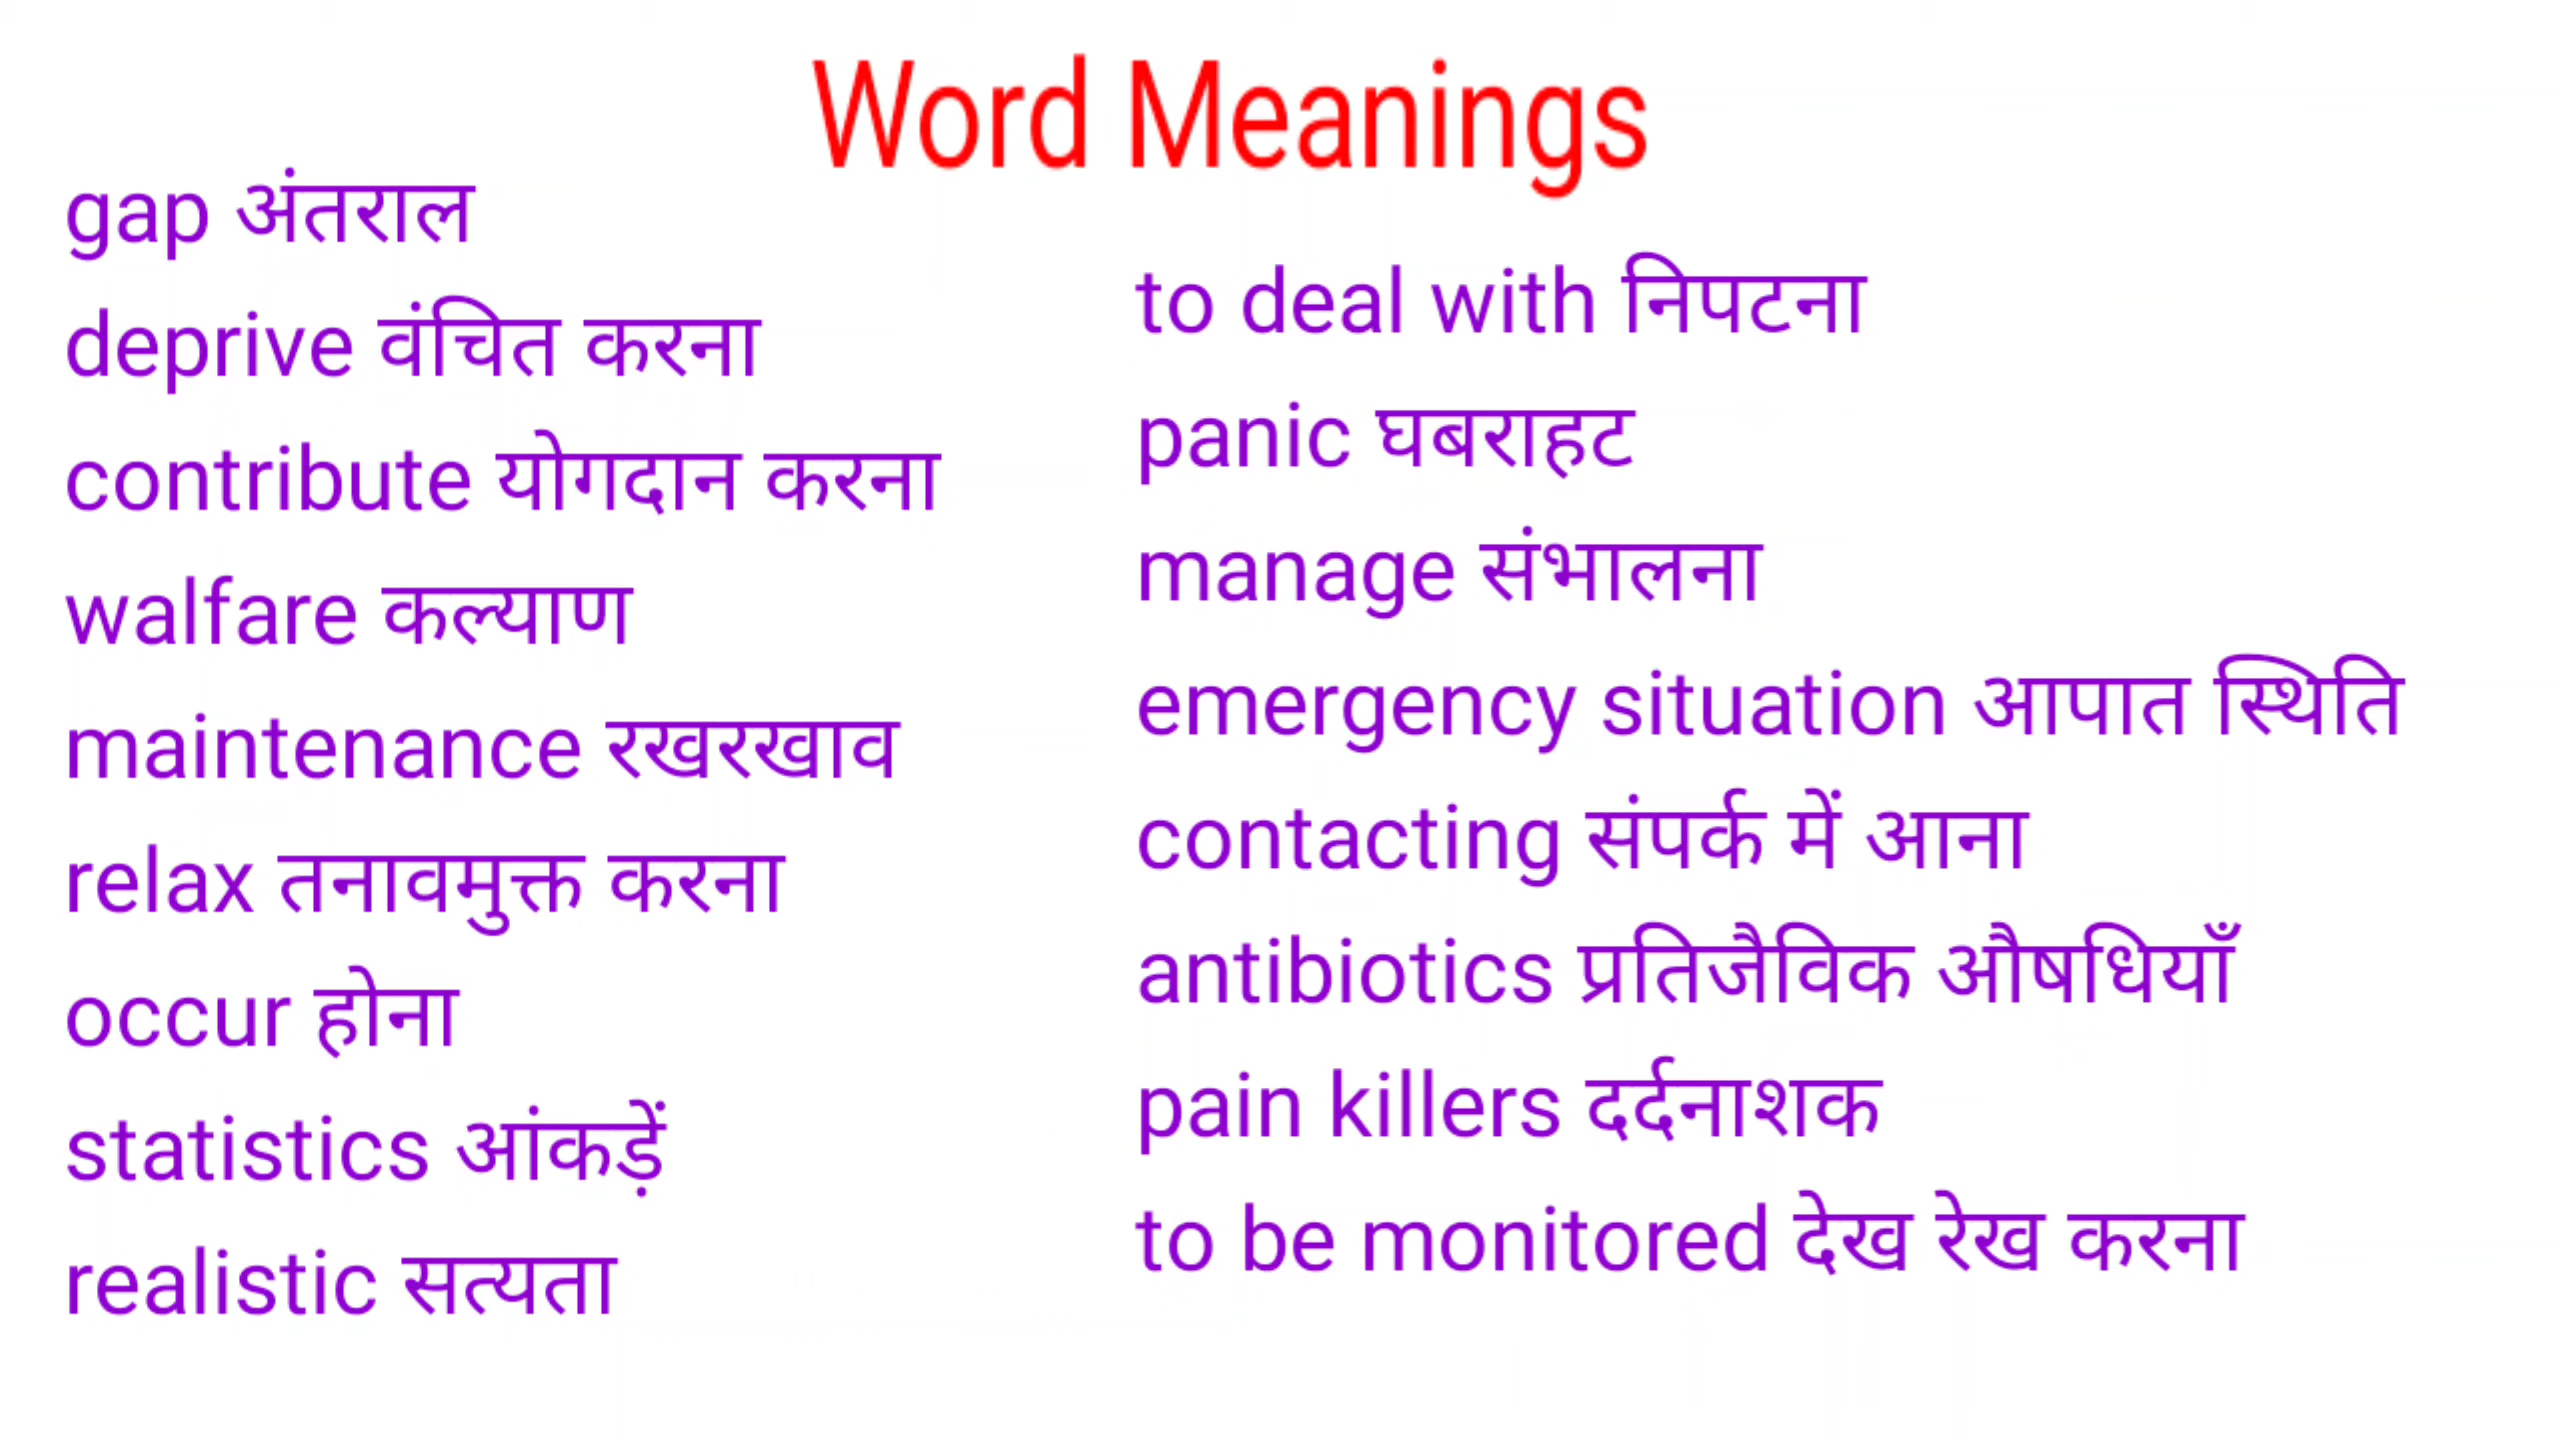 Word Meanings
gap अंतराल
deprive वंचित करना
contribute योगदान करना
walfare कल्याण
maintenance रखरखाव
relax तनावमुक्त करना
occur होना
statistics आंकड़ें
realistic सत्यता
to deal with निपटना
panic घबराहट
manage संभालना
emergency situation आपात स्थिति
contacting संपर्क में आना
antibiotics प्रतिजैविक औषधियाँ
pain killers दर्दनाशक
to be monitored देख रेख करना